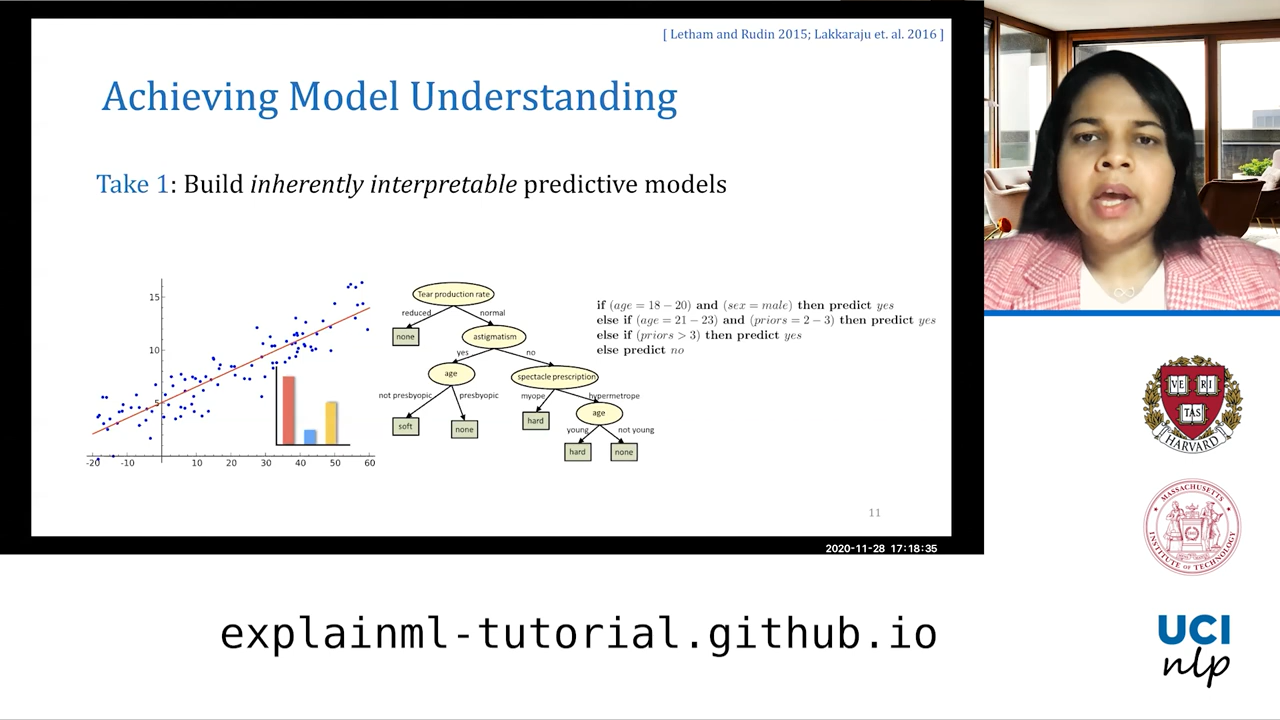 [ Letham and Rudin 2015; Lakkaraju et. al. 2016 ]
Achieving Model Understanding
Take 1: Build inherently interpretable predictive models
15
10
5
-20 -10 10 20 30 40 50 60
Tear production rate
reduced normal
none astigmatism
yes no
age spectacle prescription
not presbyopic presbyopic myope hypermetrope
soft none hard age
young not young
hard none
if (age = 18 − 20) and (sex = male) then predict yes
else if (age = 21 − 23) and (priors = 2 − 3) then predict yes
else if (priors > 3) then predict yes
else predict no
11
2020-11-28 17:18:35
explainml-tutorial.github.io
VE RI
TAS
HARVARD
MASSACHUSETTS
INSTITUTE OF TECHNOLOGY
UCI
nlp